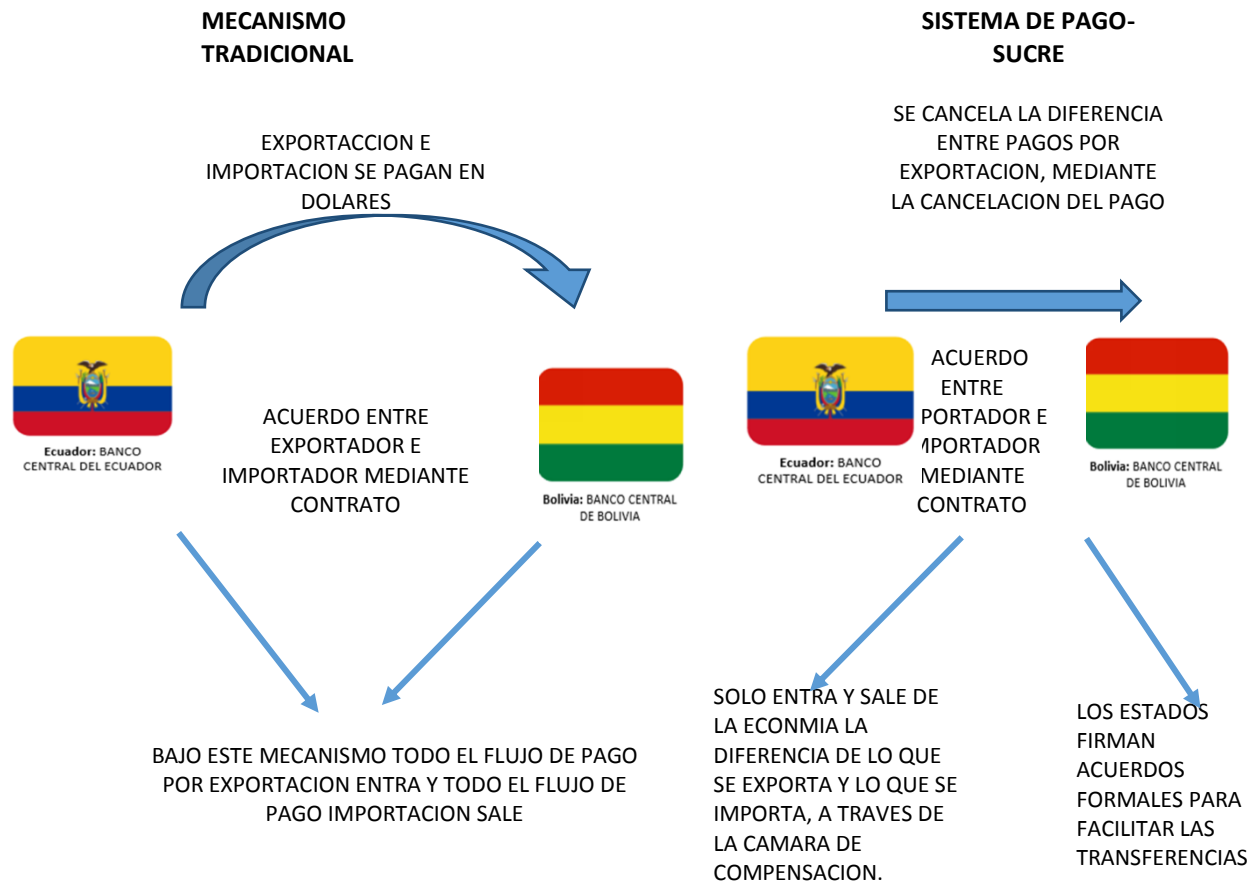 MECANISMO
TRADICIONAL
EXPORTACCION E
IMPORTACION SE PAGAN EN
DOLARES
Ecuador: BANCO
CENTRAL DEL ECUADOR
ACUERDO ENTRE
EXPORTADOR E
IMPORTADOR MEDIANTE
CONTRATO
Bolivia: BANCO CENTRAL
DE BOLIVIA
BAJO ESTE MECANISMO TODO EL FLUJO DE PAGO
POR EXPORTACION ENTRA Y TODO EL FLUJO DE
PAGO IMPORTACION SALE
SISTEMA DE PAGO-
SUCRE
SE CANCELA LA DIFERENCIA
ENTRE PAGOS POR
EXPORTACION, MEDIANTE
LA CANCELACION DEL PAGO
Ecuador: BANCO
CENTRAL DEL ECUADOR
ACUERDO
ENTRE
PORTADOR E
MPORTADOR
MEDIANTE
CONTRATO
Bolivia: BANCO CENTRAL
DE BOLIVIA
SOLO ENTRA Y SALE DE
LA ECONMIA LA
DIFERENCIA DE LO QUE
SE EXPORTA Y LO QUE SE
IMPORTA, A TRAVES DE
LA CAMARA DE
COMPENSACION.
LOS ESTADOS
FIRMAN
ACUERDOS
FORMALES PARA
FACILITAR LAS
TRANSFERENCIAS